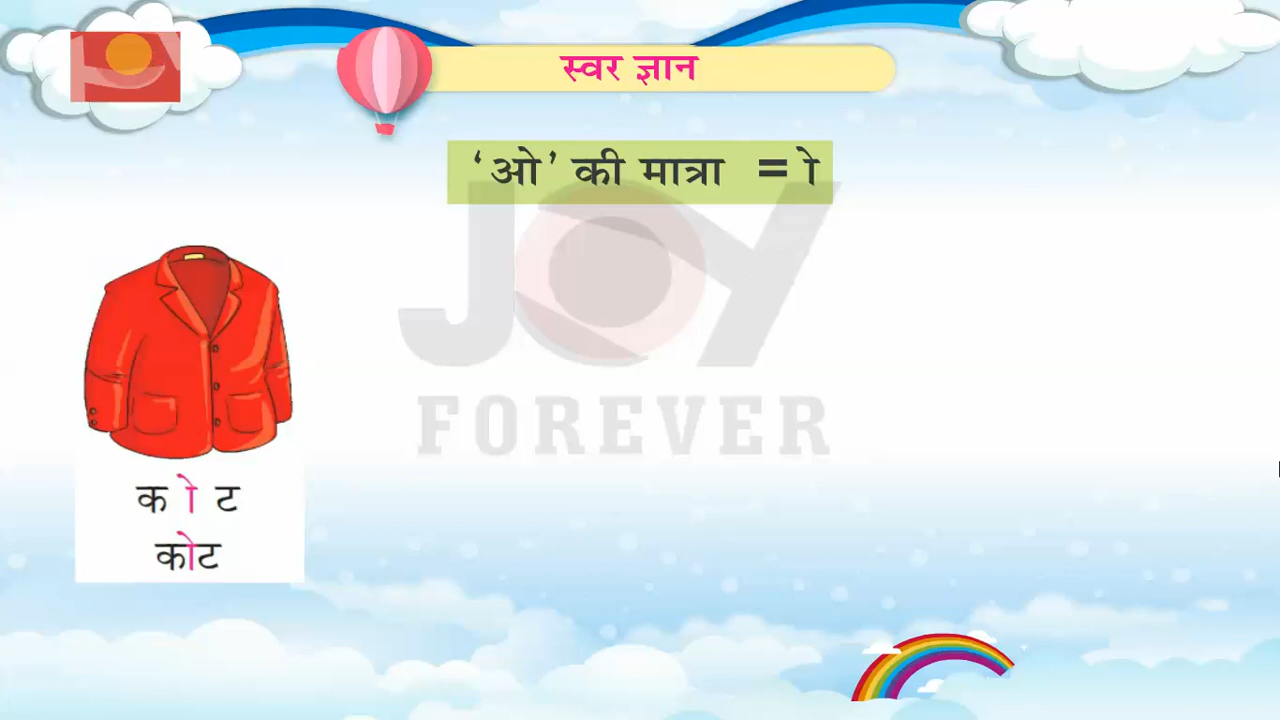 स्वर ज्ञान
‘ओ’ की मात्रा = ो
JOY
FOREVER
क ो ट
कोट